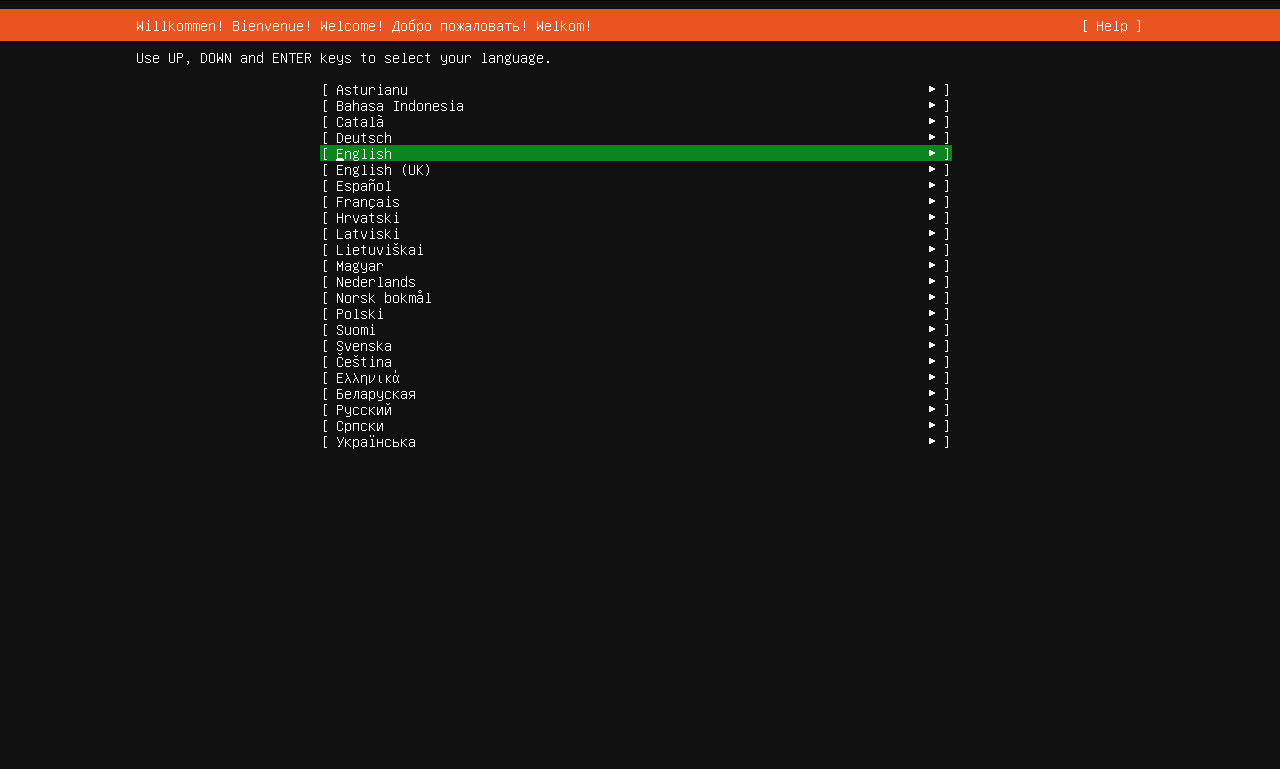 Willkommen! Bienvenue! Welcome! Добро пожаловать! Welkom! [ Help ]
Use UP, DOWN and ENTER keys to select your language.
[ Asturianu ► ]
[ Bahasa Indonesia ► ]
[ Català ► ]
[ Deutsch ► ]
[ English ► ]
[ English (UK) ► ]
[ Español ► ]
[ Français ► ]
[ Hrvatski ► ]
[ Latviski ► ]
[ Lietuviškai ► ]
[ Magyar ► ]
[ Nederlands ► ]
[ Norsk bokmål ► ]
[ Polski ► ]
[ Suomi ► ]
[ Svenska ► ]
[ Čeština ► ]
[ Ελληνικά ► ]
[ Беларуская ► ]
[ Русский ► ]
[ Српски ► ]
[ Українська ► ]